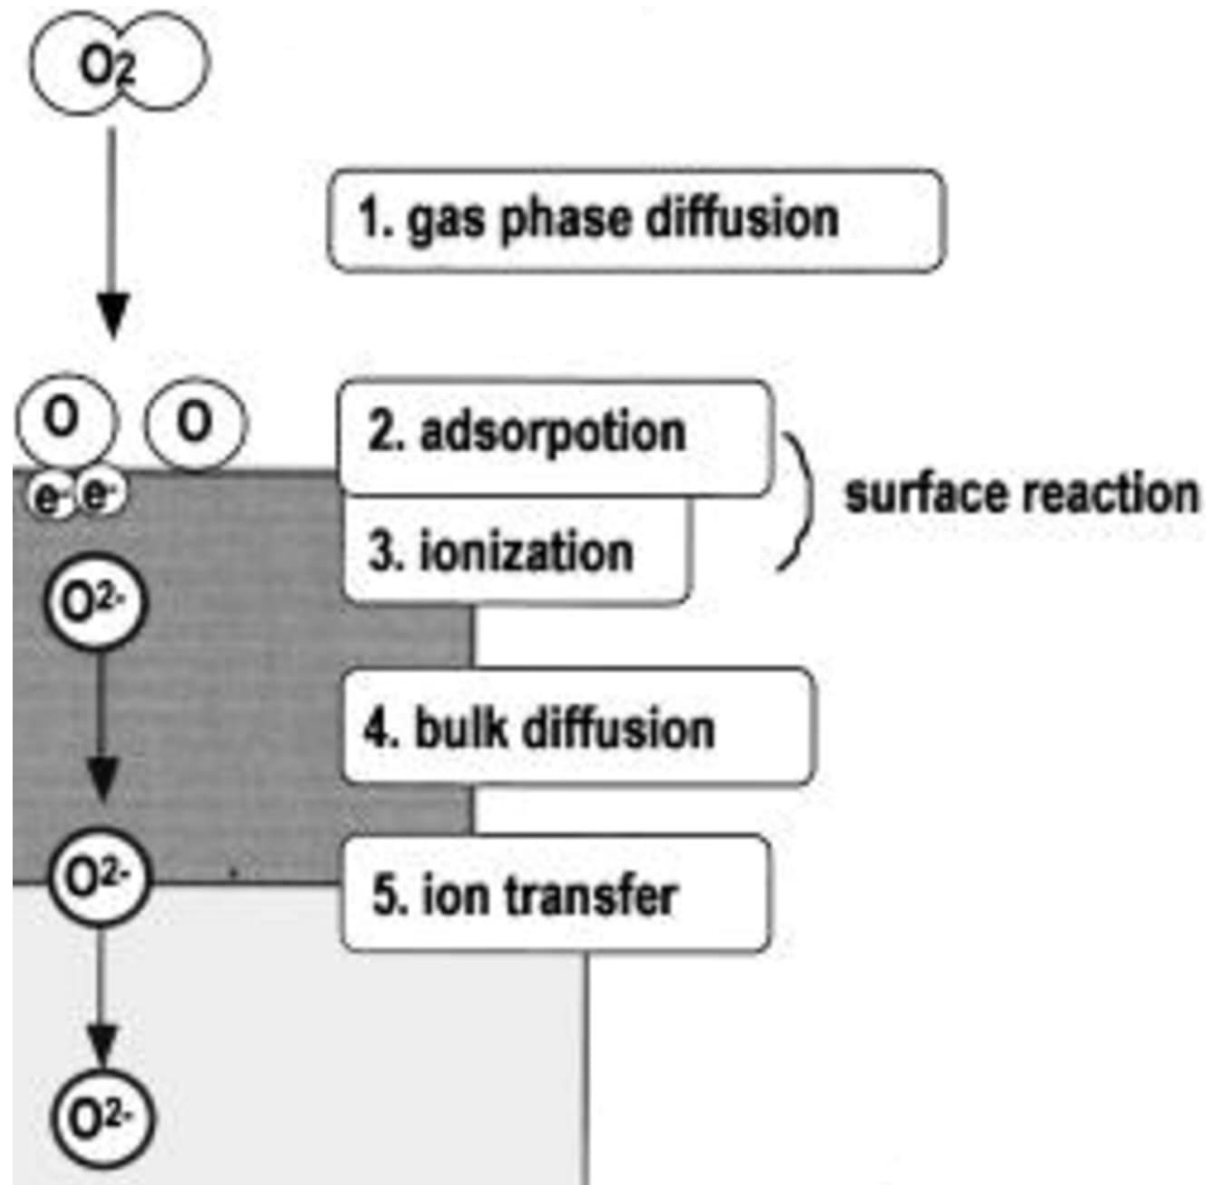 O2
1. gas phase diffusion
O
O
2. adsorpotion
e-
e-
surface reaction
3. ionization
O2-
4. bulk diffusion
O2-
5. ion transfer
O2-